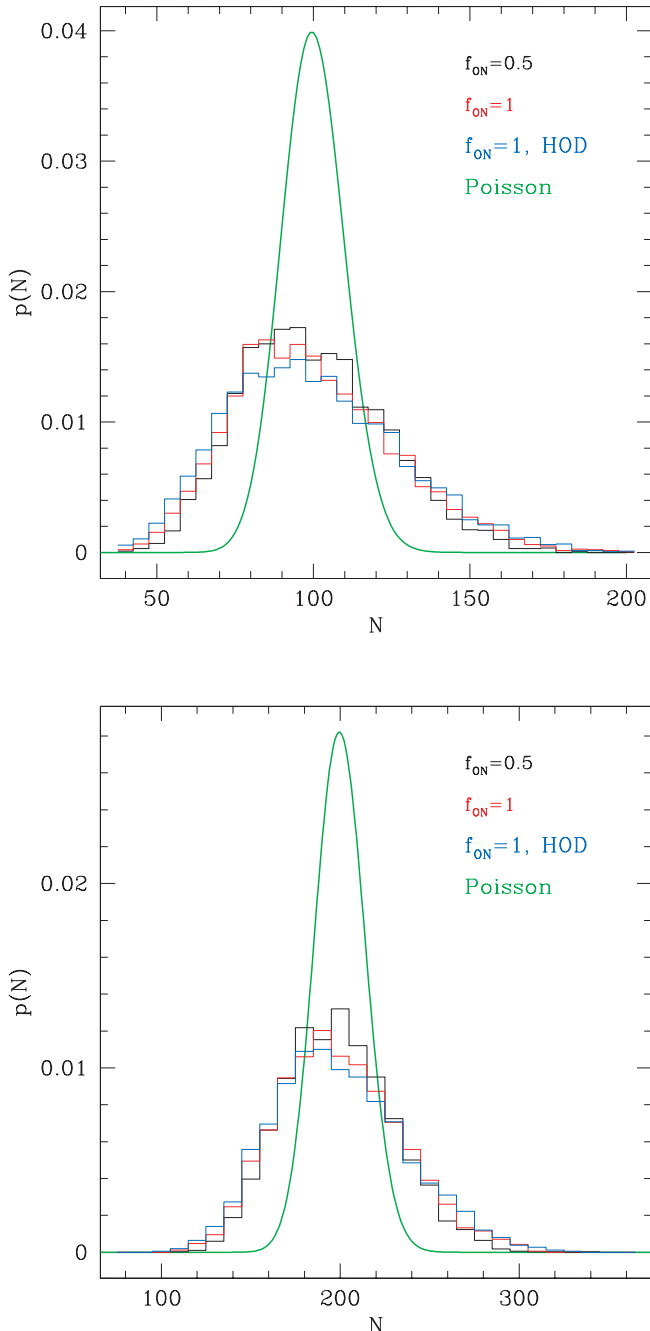 0.04
f_ON=0.5
f_ON=1
f_ON=1, HOD
Poisson
0.03
p(N)
0.02
0.01
0
50 100 150 200
N
f_ON=0.5
f_ON=1
f_ON=1, HOD
Poisson
0.02
p(N)
0.01
0
100 200 300
N